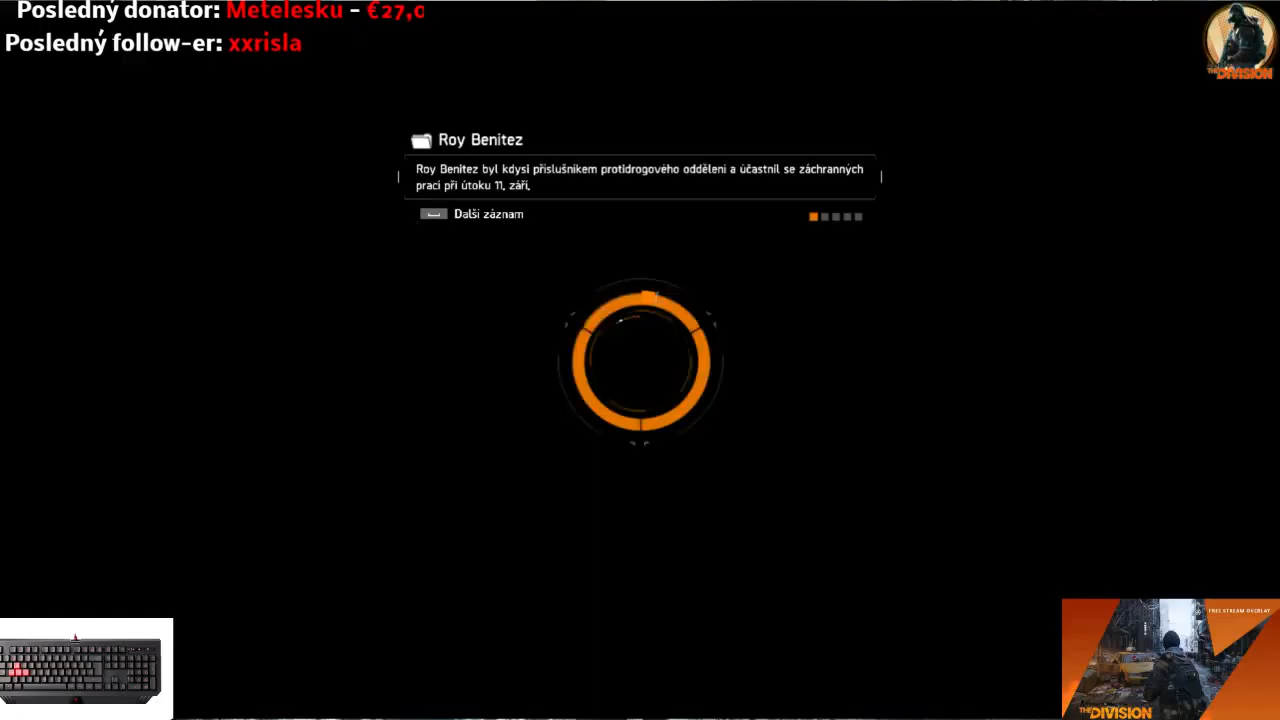 Posledný donator: Metelesku - €27,0
Posledný follow-er: xxrisla
THE DIVISION
Roy Benitez
Roy Benitez byl kdysi příslušníkem protidrogového oddělení a účastnil se záchranných
prací při útoku 11. září.
Další záznam
FREE STREAM OVERLAY
THE DIVISION